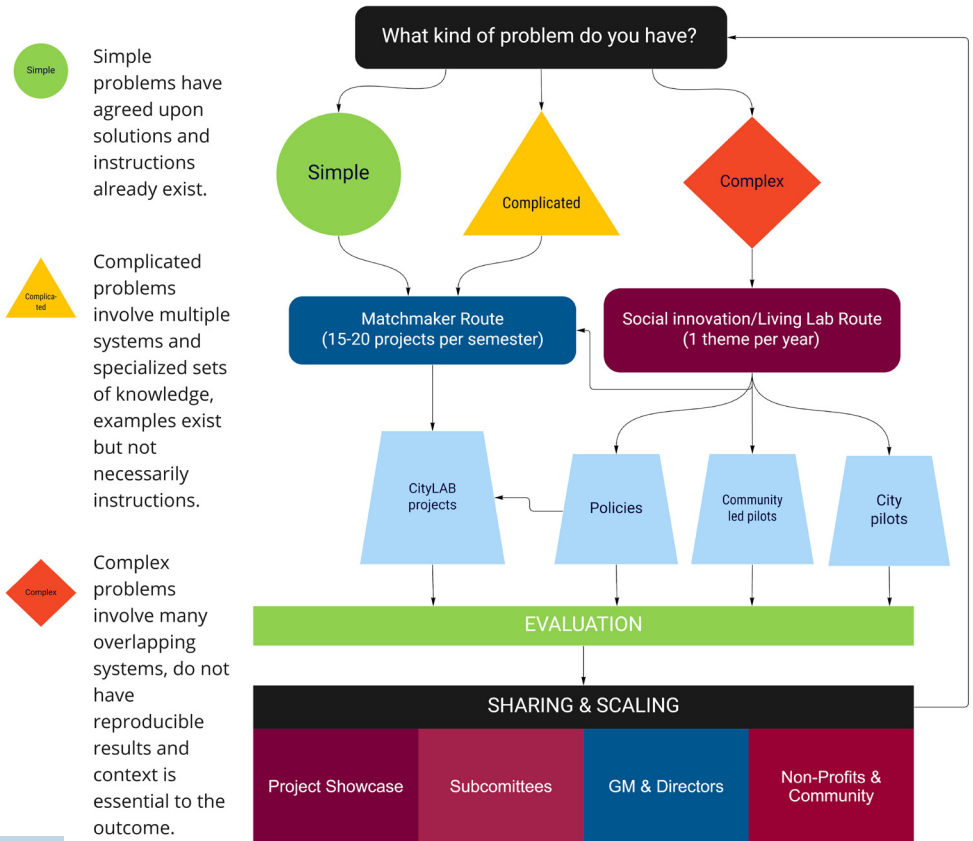 Simple
Simple
problems have
agreed upon
solutions and
instructions
already exist.
Complica-
ted
Complicated
problems
involve multiple
systems and
specialized sets
of knowledge,
examples exist
but not
necessarily
instructions.
Complex
Complex
problems
involve many
overlapping
systems, do not
have
reproducible
results and
context is
essential to the
outcome.
What kind of problem do you have?
Simple
Complicated
Complex
Matchmaker Route
(15-20 projects per semester)
Social innovation/Living Lab Route
(1 theme per year)
CityLAB
projects
Policies
Community
led pilots
City
pilots
EVALUATION
SHARING & SCALING
Project Showcase
Subcomittees
GM & Directors
Non-Profits &
Community